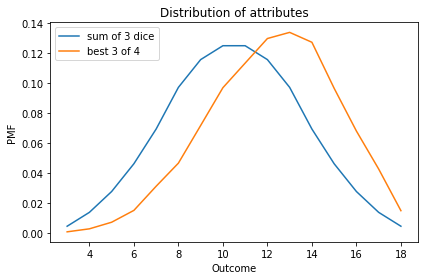 Distribution of attributes
sum of 3 dice
best 3 of 4
0.14
0.12
0.10
0.08
0.06
0.04
0.02
0.00
PMF
4 6 8 10 12 14 16 18
Outcome